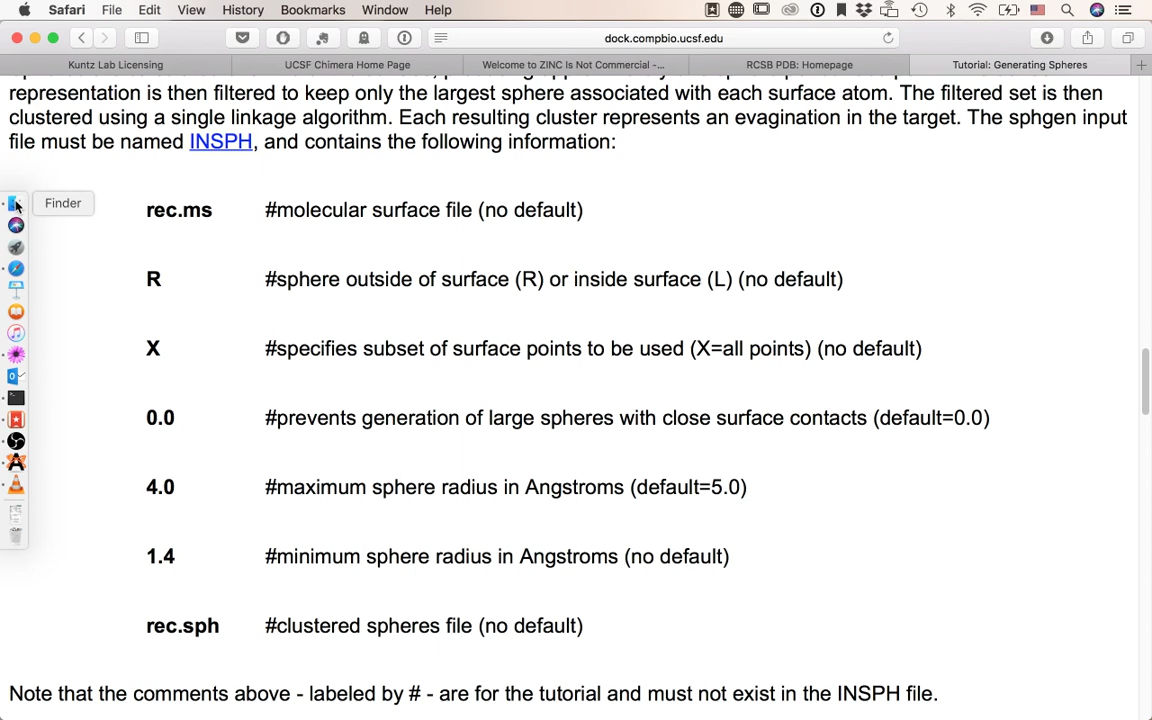 Safari File Edit View History Bookmarks Window Help
dock.compbio.ucsf.edu
Kuntz Lab Licensing UCSF Chimera Home Page Welcome to ZINC Is Not Commercial -... RCSB PDB: Homepage Tutorial: Generating Spheres
representation is then filtered to keep only the largest sphere associated with each surface atom. The filtered set is then
clustered using a single linkage algorithm. Each resulting cluster represents an evagination in the target. The sphgen input
file must be named INSPH, and contains the following information:
Finder
rec.ms #molecular surface file (no default)
R #sphere outside of surface (R) or inside surface (L) (no default)
X #specifies subset of surface points to be used (X=all points) (no default)
0.0 #prevents generation of large spheres with close surface contacts (default=0.0)
4.0 #maximum sphere radius in Angstroms (default=5.0)
1.4 #minimum sphere radius in Angstroms (no default)
rec.sph #clustered spheres file (no default)
Note that the comments above - labeled by # - are for the tutorial and must not exist in the INSPH file.